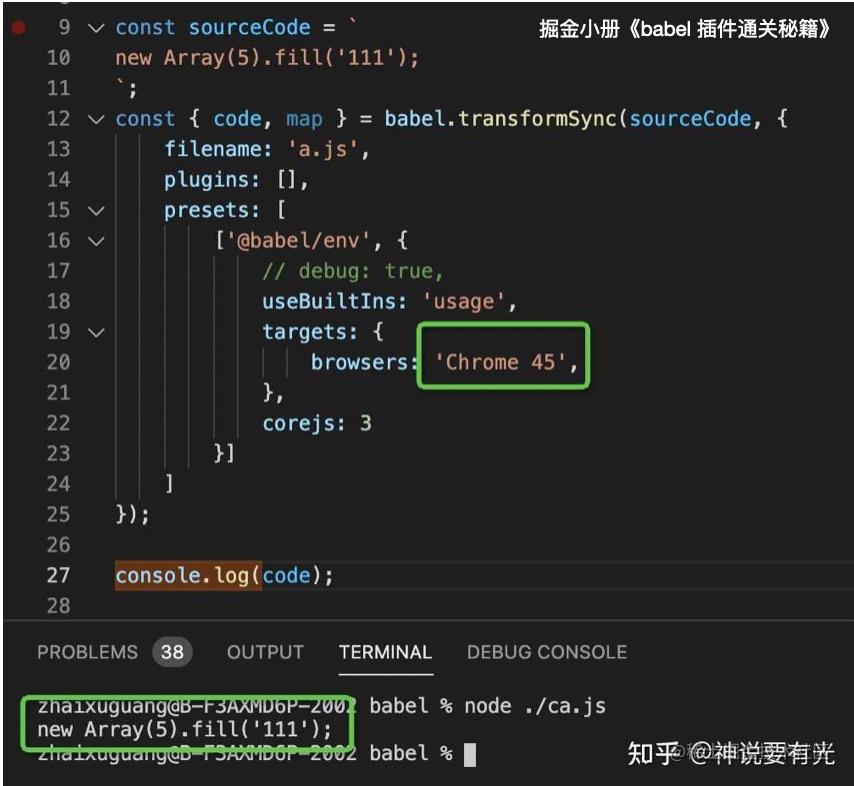 掘金小册《babel 插件通关秘籍》
9 const sourceCode = `
10 new Array(5).fill('111');
11 `;
12 const { code, map } = babel.transformSync(sourceCode, {
13 filename: 'a.js',
14 plugins: [],
15 presets: [
16 ['@babel/env', {
17 // debug: true,
18 useBuiltIns: 'usage',
19 targets: {
20 browsers: 'Chrome 45',
21 },
22 corejs: 3
23 }]
24 ]
25 });
26
27 console.log(code);
28
PROBLEMS 38 OUTPUT TERMINAL DEBUG CONSOLE
zhaixuguang@B-F3AXMD6P-2002 babel % node ./ca.js
new Array(5).fill('111');
zhaixuguang@B-F3AXMD6P-2002 babel %
知乎 @神说要有光